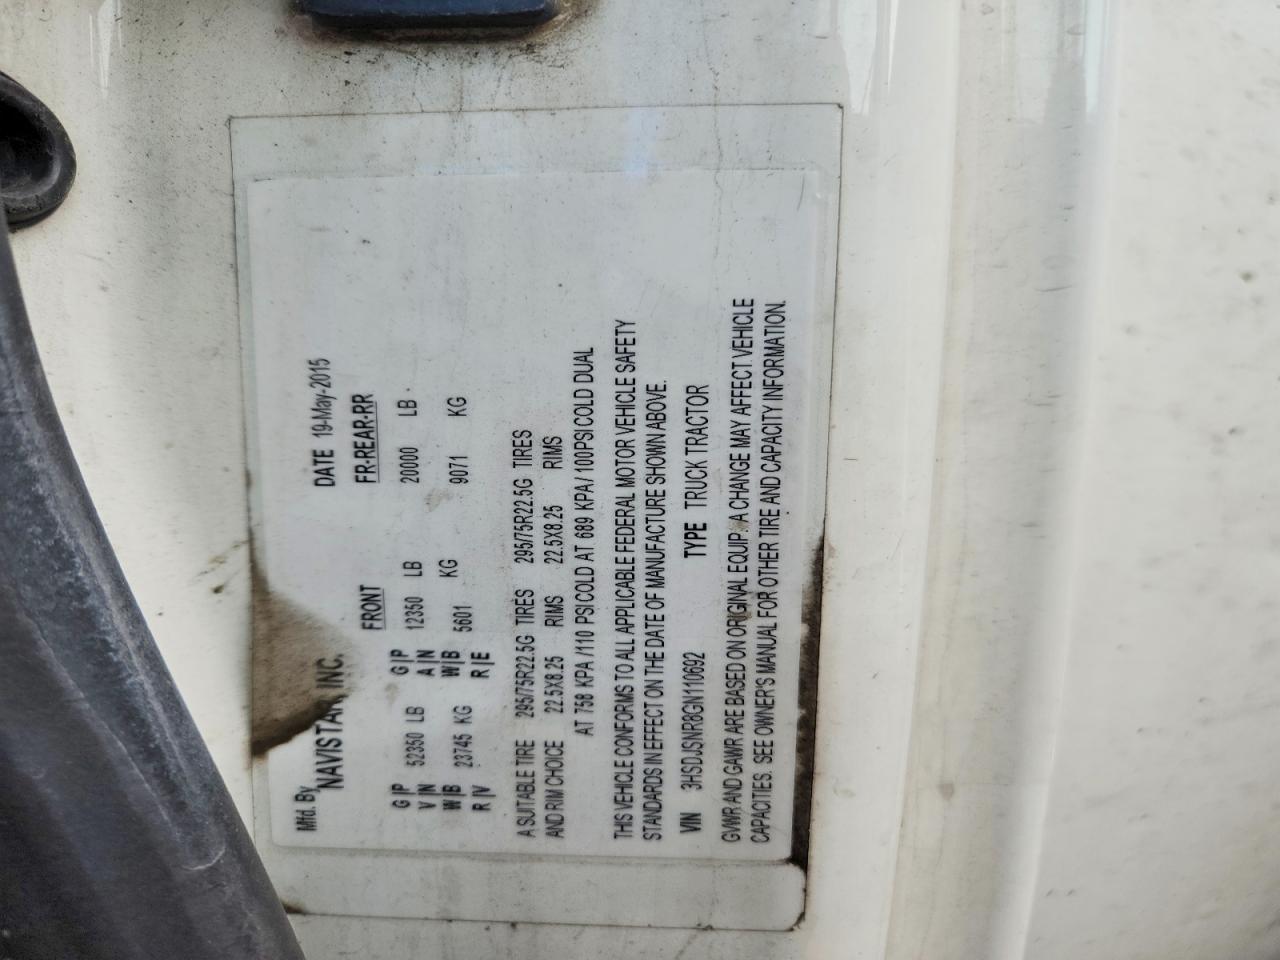 Mfd. By
NAVISTAR, INC.
DATE 19-May-2015
FRONT FR-REAR-RR
G|P 52350 LB G|P 12350 LB 20000 LB
V|N A|N
W|B 23745 KG W|B 5601 KG 9071 KG
R|V R|E
A SUITABLE TIRE 295/75R22.5G TIRES 295/75R22.5G TIRES
AND RIM CHOICE 22.5X8.25 RIMS 22.5X8.25 RIMS
AT 758 KPA /110 PSI COLD AT 689 KPA/ 100PSI COLD DUAL
THIS VEHICLE CONFORMS TO ALL APPLICABLE FEDERAL MOTOR VEHICLE SAFETY
STANDARDS IN EFFECT ON THE DATE OF MANUFACTURE SHOWN ABOVE.
VIN 3HSDJSNR8GN110692 TYPE TRUCK TRACTOR
GVWR AND GAWR ARE BASED ON ORIGINAL EQUIP. A CHANGE MAY AFFECT VEHICLE
CAPACITIES. SEE OWNER'S MANUAL FOR OTHER TIRE AND CAPACITY INFORMATION.